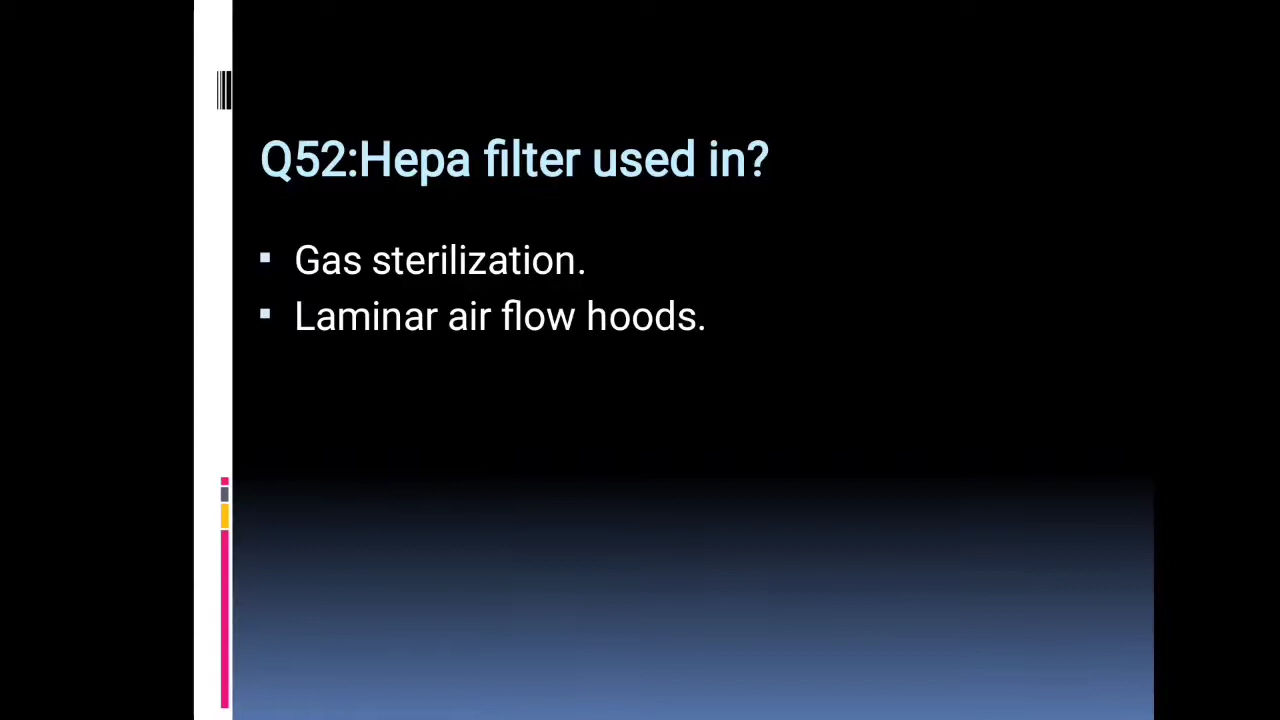 Q52:Hepa filter used in?
▪ Gas sterilization.
▪ Laminar air flow hoods.